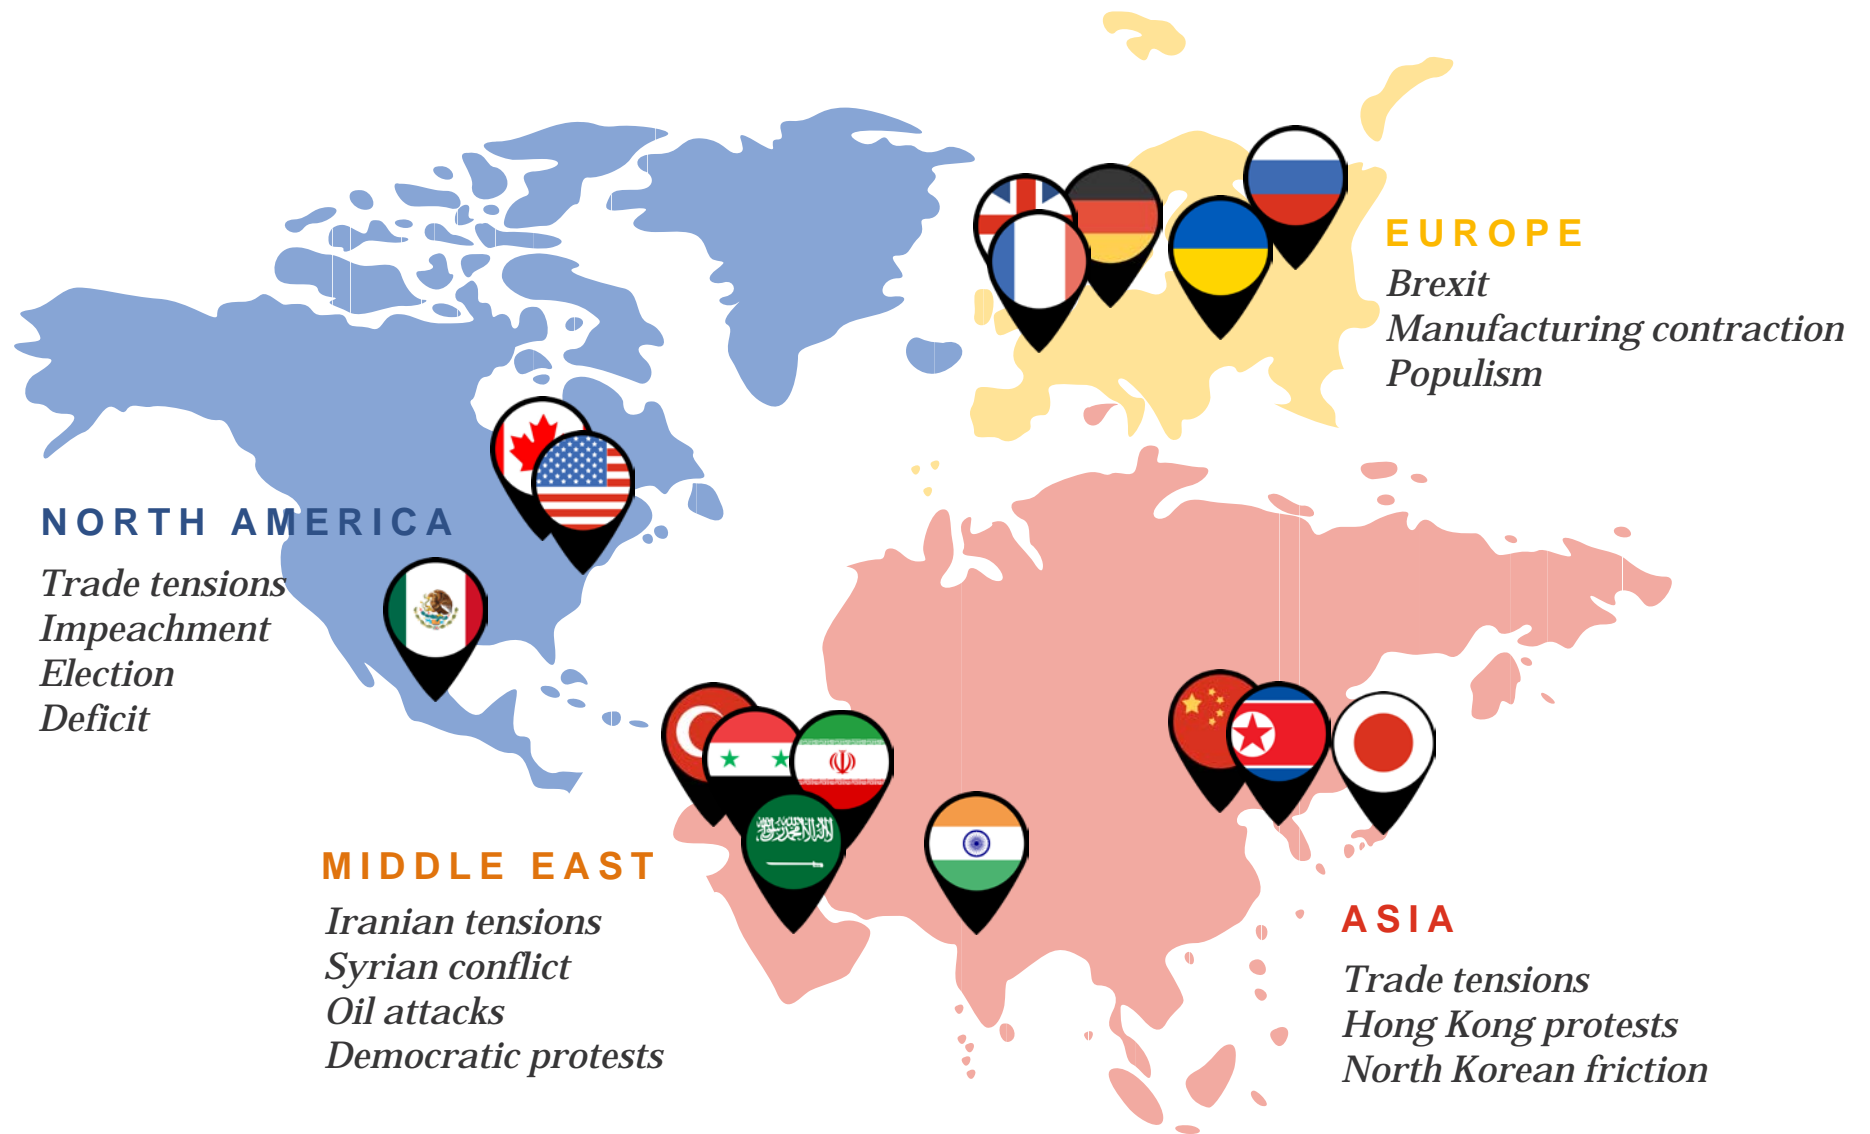 EUROPE
Brexit
Manufacturing contraction
Populism
NORTH AMERICA
Trade tensions
Impeachment
Election
Deficit
MIDDLE EAST
Iranian tensions
Syrian conflict
Oil attacks
Democratic protests
ASIA
Trade tensions
Hong Kong protests
North Korean friction